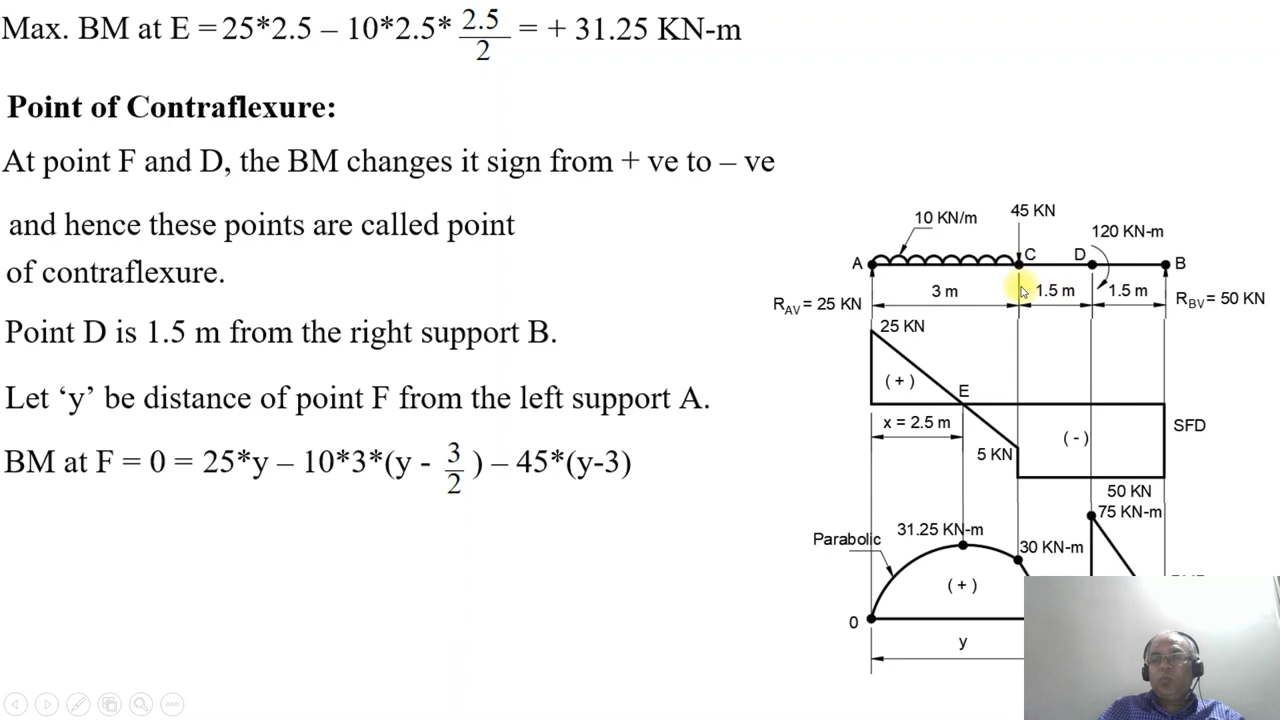 Max. BM at E = 25*2.5 – 10*2.5* 2.5/2 = + 31.25 KN-m
Point of Contraflexure:
At point F and D, the BM changes it sign from + ve to – ve
and hence these points are called point
of contraflexure.
Point D is 1.5 m from the right support B.
Let ‘y’ be distance of point F from the left support A.
BM at F = 0 = 25*y – 10*3*(y - 3/2 ) – 45*(y-3)
45 KN
10 KN/m
120 KN-m
A
C
D
B
3 m
1.5 m
1.5 m
RAV = 25 KN
RBV = 50 KN
25 KN
( + )
E
x = 2.5 m
( - )
SFD
5 KN
50 KN
75 KN-m
31.25 KN-m
Parabolic
30 KN-m
( + )
0
y